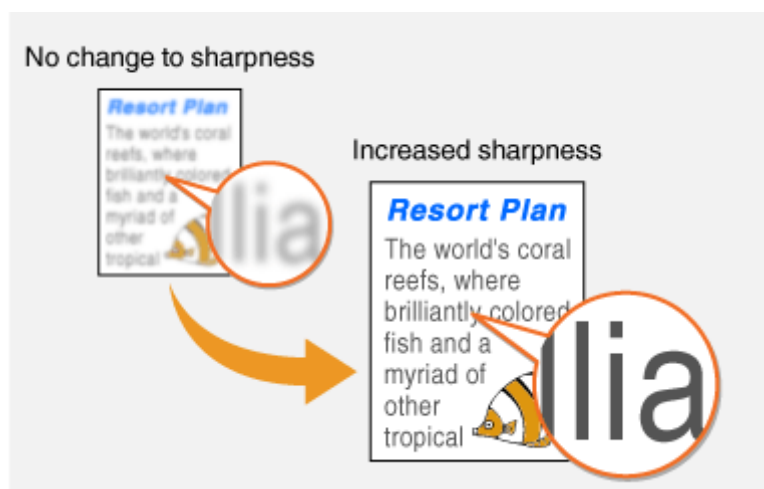 No change to sharpness
Resort Plan
The world's coral
reefs, where
brilliantly colored
fish and a
myriad of
other
tropical
lia
Increased sharpness
Resort Plan
The world's coral
reefs, where
brilliantly colored
fish and a
myriad of
other
tropical
llia